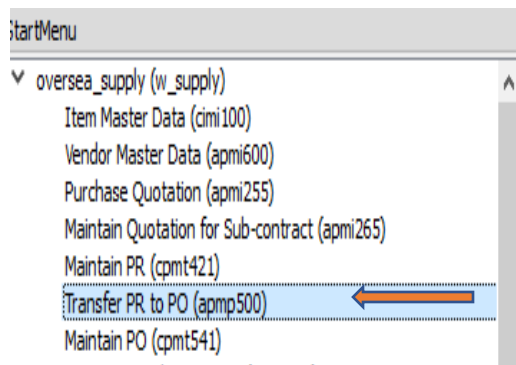 StartMenu
oversea_supply (w_supply)
Item Master Data (cimi100)
Vendor Master Data (apmi600)
Purchase Quotation (apmi255)
Maintain Quotation for Sub-contract (apmi265)
Maintain PR (cpmt421)
Transfer PR to PO (apmp500)
Maintain PO (cpmt541)